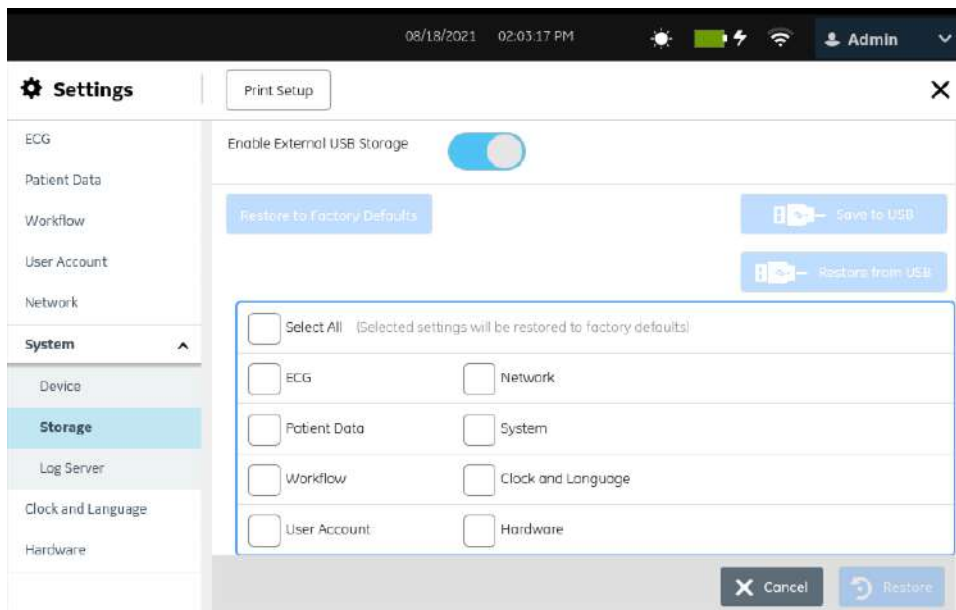 08/18/2021 02:03:17 PM Admin
Settings Print Setup
ECG
Patient Data
Workflow
User Account
Network
System
Device
Storage
Log Server
Clock and Language
Hardware
Enable External USB Storage
Restore to Factory Defaults Save to USB
Restore from USB
Select All (Selected settings will be restored to factory defaults)
ECG Network
Patient Data System
Workflow Clock and Language
User Account Hardware
Cancel Restore